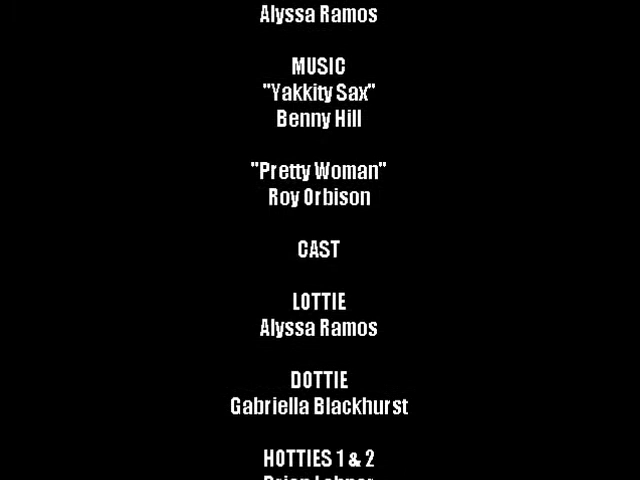 Alyssa Ramos
MUSIC
"Yakkity Sax"
Benny Hill
"Pretty Woman"
Roy Orbison
CAST
LOTTIE
Alyssa Ramos
DOTTIE
Gabriella Blackhurst
HOTTIES 1 & 2